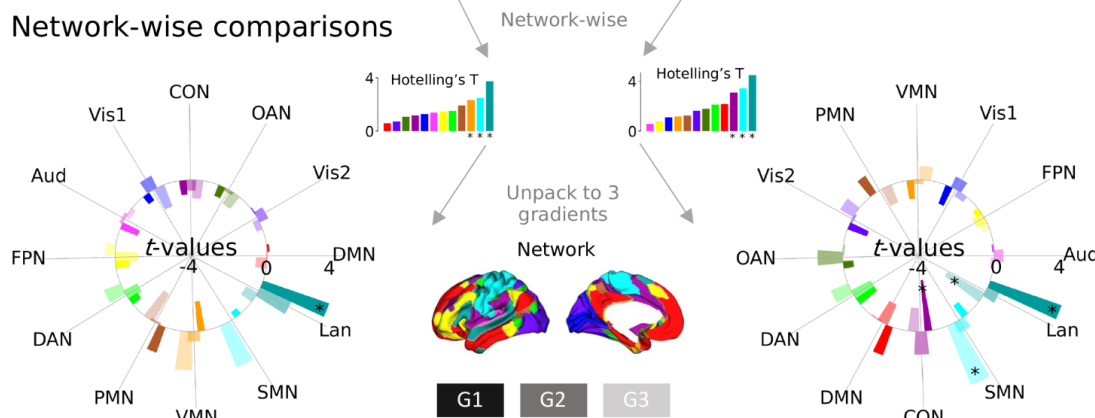 Network-wise comparisons
Network-wise
4
Hotelling's T
0
* * *
4
Hotelling's T
0
* * *
Unpack to 3
gradients
Network
G1 G2 G3
CON
OAN
Vis2
DMN
Lan
SMN
VMN
PMN
DAN
FPN
Aud
Vis1
t-values
-4 0 4
*
VMN
Vis1
FPN
Aud
Lan
SMN
CON
DMN
DAN
OAN
Vis2
PMN
t-values
-4 0 4
*
*
*
*